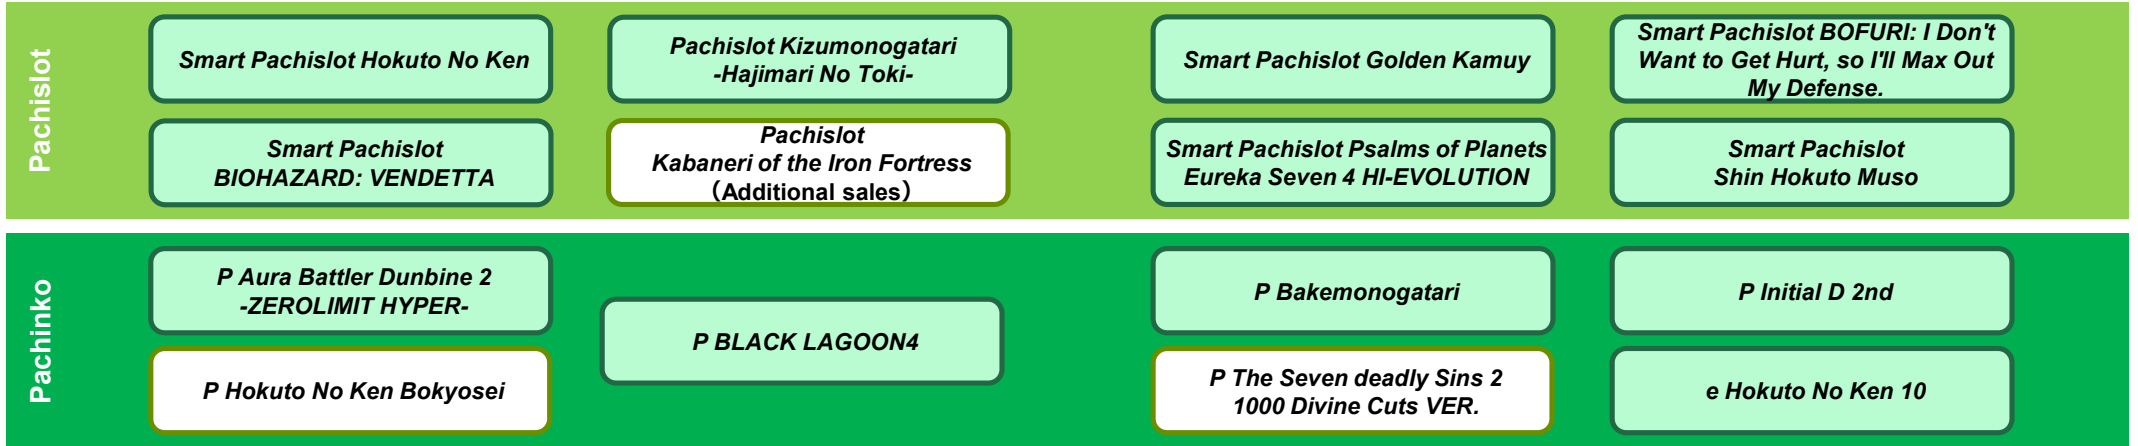 Pachislot
Smart Pachislot Hokuto No Ken
Pachislot Kizumonogatari
-Hajimari No Toki-
Smart Pachislot Golden Kamuy
Smart Pachislot BOFURI: I Don't
Want to Get Hurt, so I'll Max Out
My Defense.
Smart Pachislot
BIOHAZARD: VENDETTA
Pachislot
Kabaneri of the Iron Fortress
（Additional sales）
Smart Pachislot Psalms of Planets
Eureka Seven 4 HI-EVOLUTION
Smart Pachislot
Shin Hokuto Muso
Pachinko
P Aura Battler Dunbine 2
-ZEROLIMIT HYPER-
P BLACK LAGOON4
P Bakemonogatari
P Initial D 2nd
P Hokuto No Ken Bokyosei
P The Seven deadly Sins 2
1000 Divine Cuts VER.
e Hokuto No Ken 10